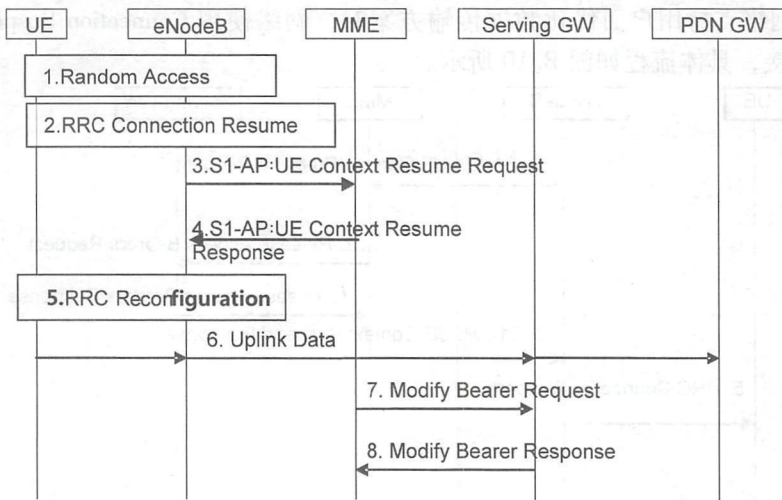 UE eNodeB MME Serving GW PDN GW
1.Random Access
2.RRC Connection Resume
3.S1-AP:UE Context Resume Request
4.S1-AP:UE Context Resume
Response
5.RRC Reconfiguration
6. Uplink Data
7. Modify Bearer Request
8. Modify Bearer Response